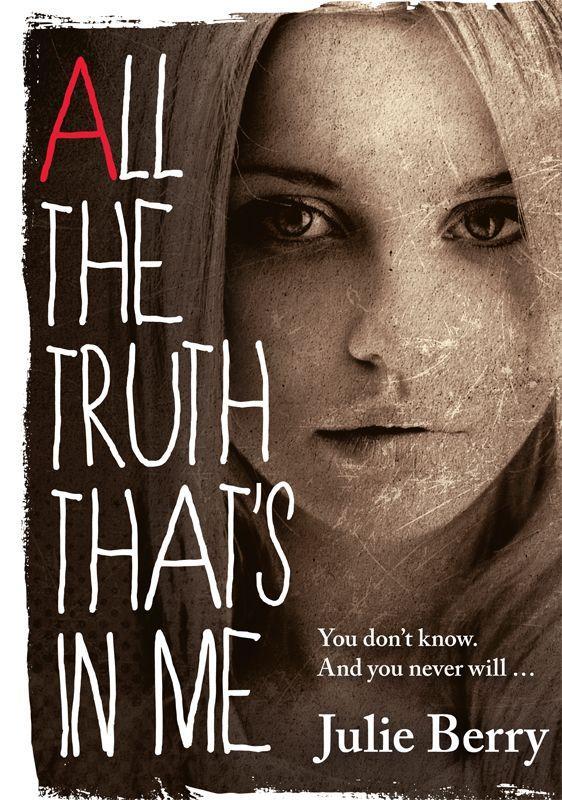 ALL
THE
TRUTH
THAT'S
IN ME
You don't know.
And you never will ...
Julie Berry